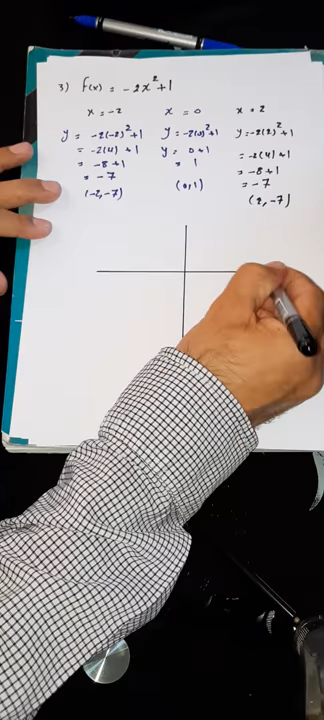 3) f(x) = -2x²+1
x = -2
y = -2(-2)²+1
= -2(4)+1
= -8+1
= -7
(-2,-7)
x = 0
y = -2(0)²+1
y = 0+1
= 1
(0,1)
x = 2
y = -2(2)²+1
= -2(4)+1
= -8+1
= -7
(2,-7)